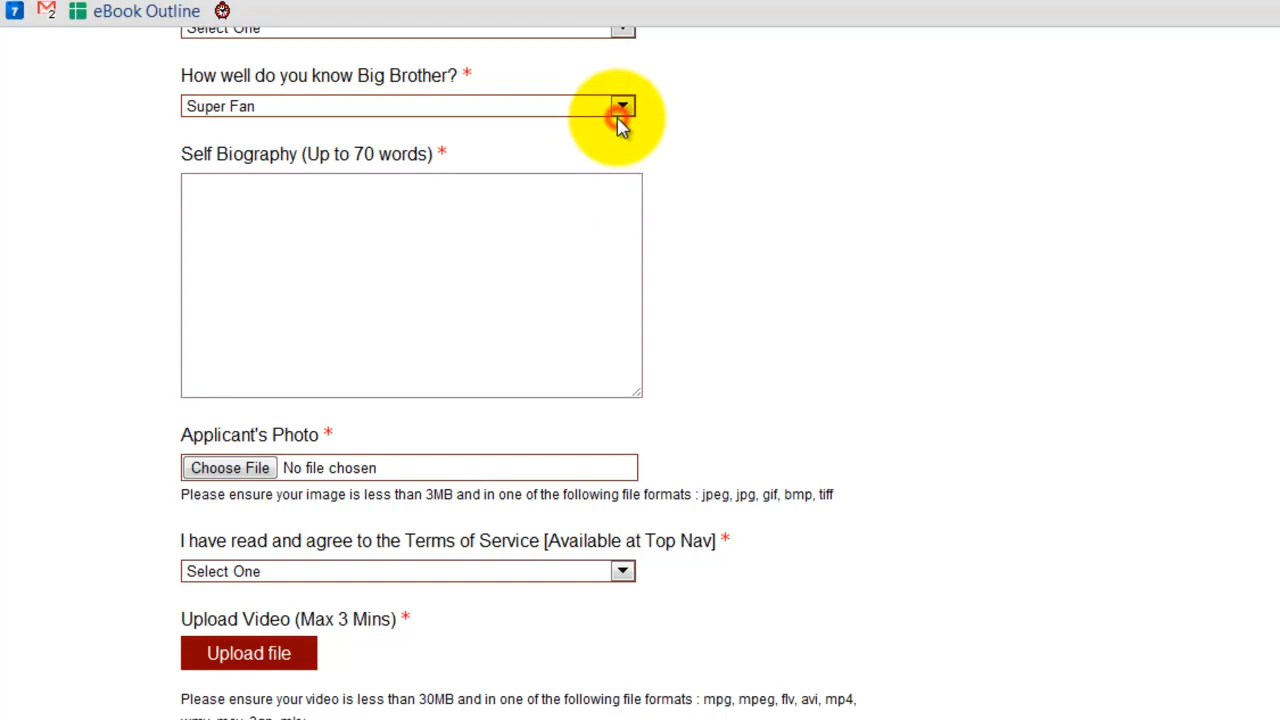 7 2 eBook Outline
Select One
How well do you know Big Brother? *
Super Fan
Self Biography (Up to 70 words) *
Applicant's Photo *
Choose File No file chosen
Please ensure your image is less than 3MB and in one of the following file formats : jpeg, jpg, gif, bmp, tiff
I have read and agree to the Terms of Service [Available at Top Nav] *
Select One
Upload Video (Max 3 Mins) *
Upload file
Please ensure your video is less than 30MB and in one of the following file formats : mpg, mpeg, flv, avi, mp4,